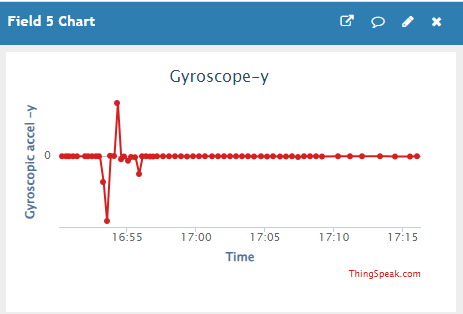 Field 5 Chart
Gyroscope-y
Gyroscopic accel -y
0
16:55 17:00 17:05 17:10 17:15
Time
ThingSpeak.com